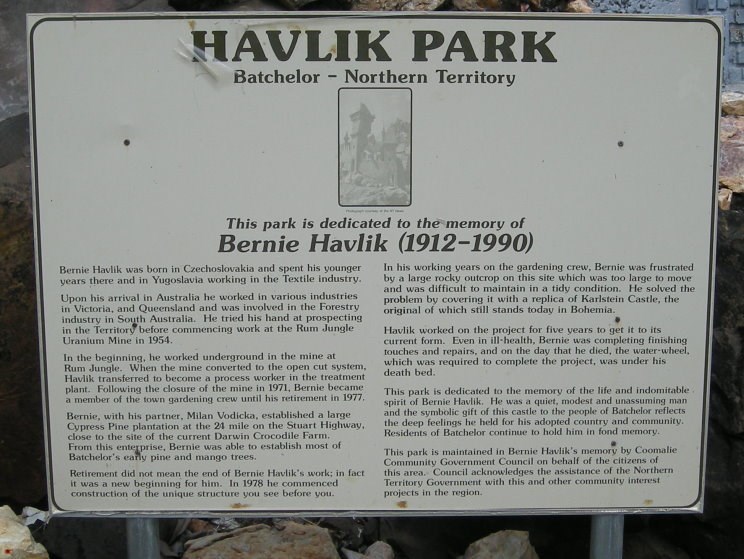 HAVLIK PARK
Batchelor - Northern Territory
This park is dedicated to the memory of
Bernie Havlik (1912-1990)
Bernie Havlik was born in Czechoslovakia and spent his younger
years there and in Yugoslavia working in the Textile industry.
Upon his arrival in Australia he worked in various industries
in Victoria, and Queensland and was involved in the Forestry
industry in South Australia. He tried his hand at prospecting
in the Territory before commencing work at the Rum Jungle
Uranium Mine in 1954.
In the beginning, he worked underground in the mine at
Rum Jungle. When the mine converted to the open cut system,
Havlik transferred to become a process worker in the treatment
plant. Following the closure of the mine in 1971, Bernie became
a member of the town gardening crew until his retirement in 1977.
Bernie, with his partner, Milan Vodicka, established a large
Cypress Pine plantation at the 24 mile on the Stuart Highway,
close to the site of the current Darwin Crocodile Farm.
From this enterprise, Bernie was able to establish most of
Batchelor's early pine and mango trees.
Retirement did not mean the end of Bernie Havlik's work; in fact
it was a new beginning for him. In 1978 he commenced
construction of the unique structure you see before you.
In his working years on the gardening crew, Bernie was frustrated
by a large rocky outcrop on this site which was too large to move
and was difficult to maintain in a tidy condition. He solved the
problem by covering it with a replica of Karlstein Castle, the
original of which still stands today in Bohemia.
Havlik worked on the project for five years to get it to its
current form. Even in ill-health, Bernie was completing finishing
touches and repairs, and on the day that he died, the water-wheel,
which was required to complete the project, was under his
death bed.
This park is dedicated to the memory of the life and indomitable
spirit of Bernie Havlik. He was a quiet, modest and unassuming man
and the symbolic gift of this castle to the people of Batchelor reflects
the deep feelings he held for his adopted country and community.
Residents of Batchelor continue to hold him in fond memory.
This park is maintained in Bernie Havlik's memory by Coomalie
Community Government Council on behalf of the citizens of
this area. Council acknowledges the assistance of the Northern
Territory Government with this and other community interest
projects in the region.